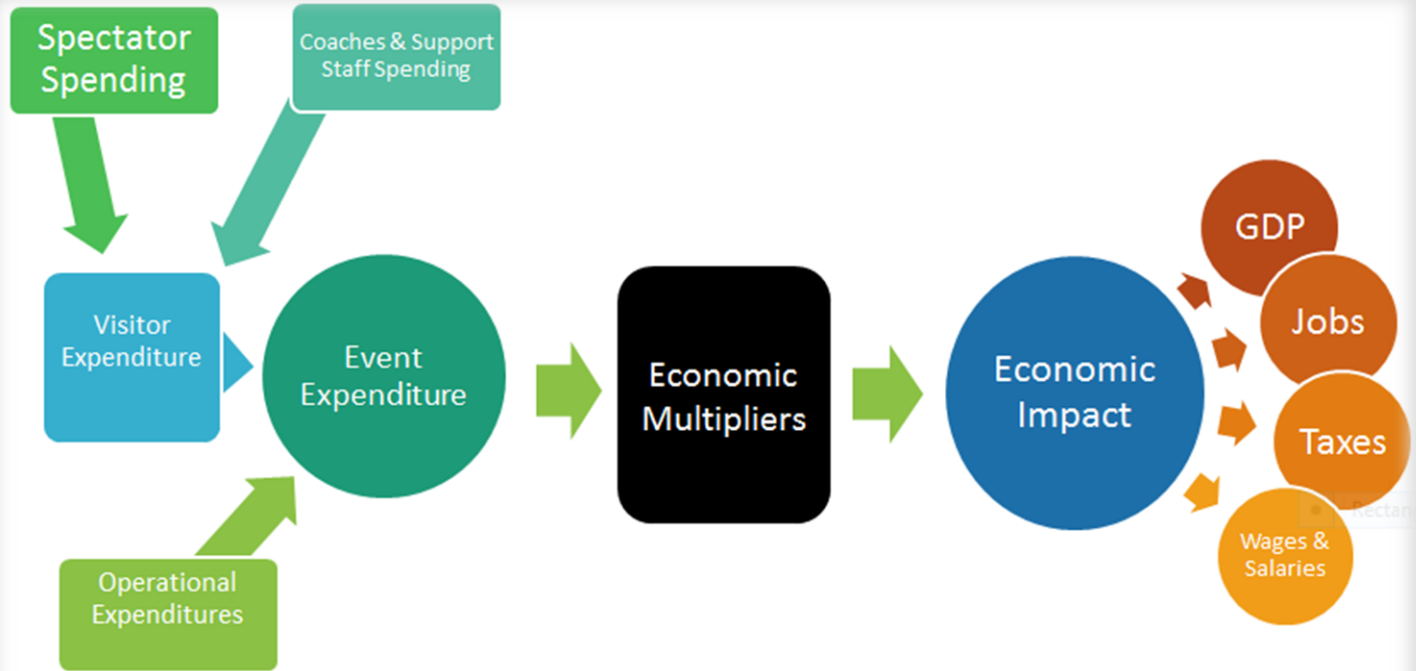 Spectator
Spending
Coaches & Support
Staff Spending
Visitor
Expenditure
Event
Expenditure
Operational
Expenditures
Economic
Multipliers
Economic
Impact
GDP
Jobs
Taxes
Wages &
Salaries